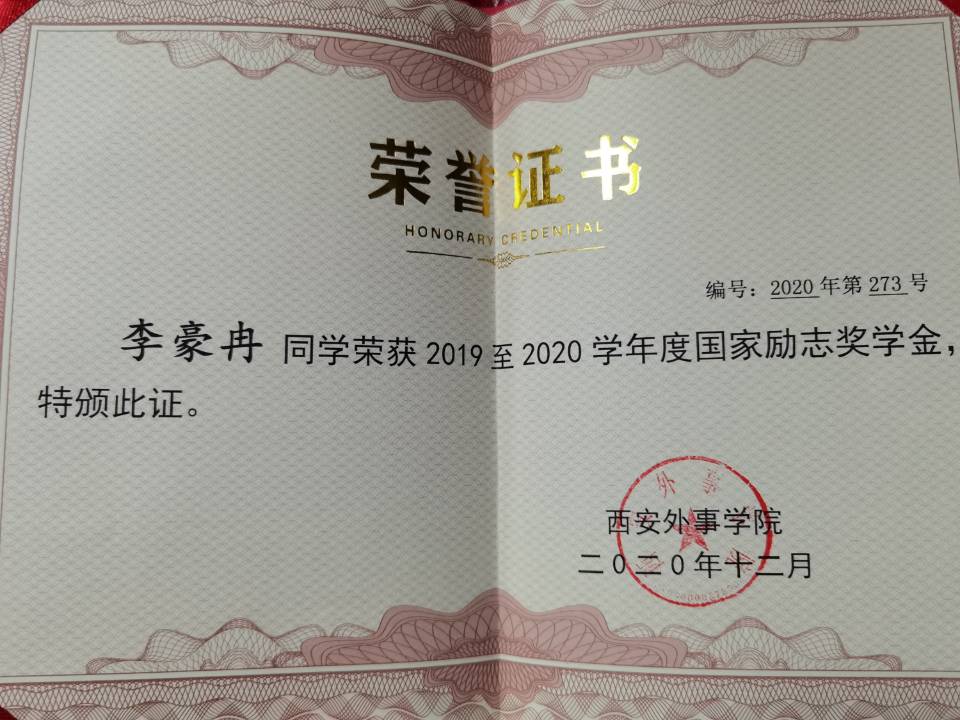 荣誉证书
HONORARY CREDENTIAL
编号：2020年第273号
李豪冉 同学荣获2019至2020学年度国家励志奖学金，
特颁此证。
西安外事学院
二0二0年十二月